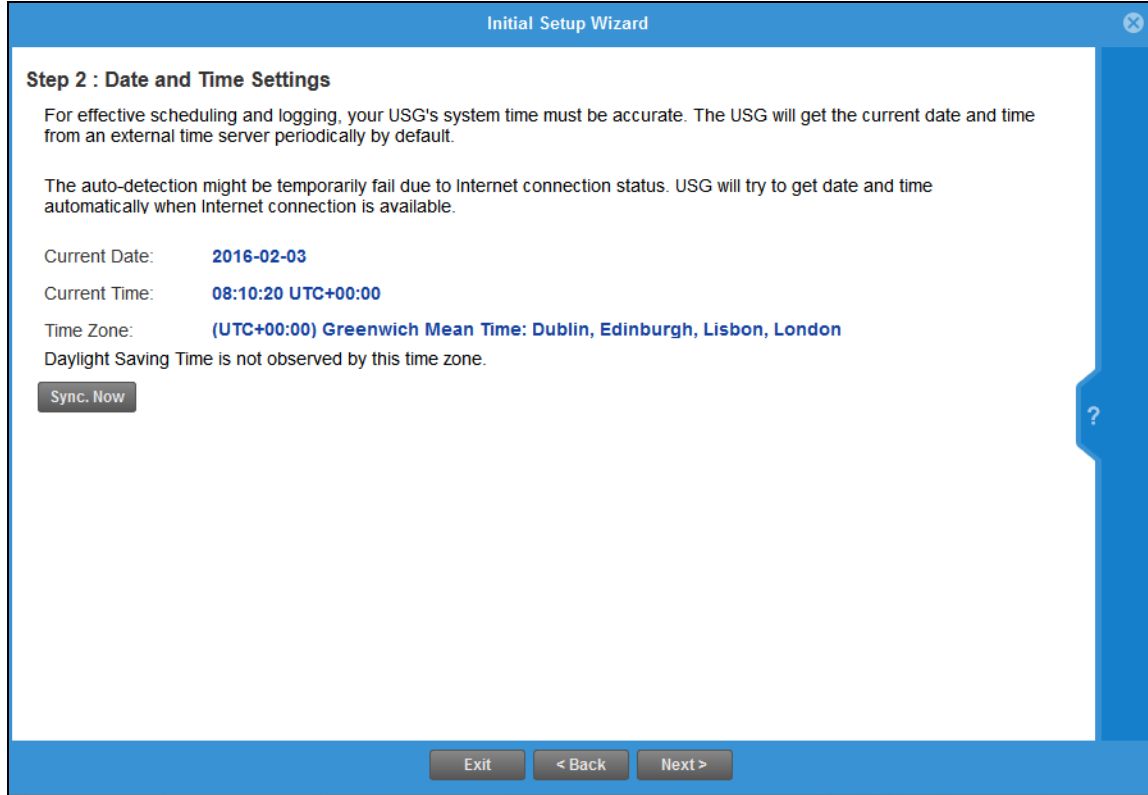 Initial Setup Wizard
Step 2 : Date and Time Settings
For effective scheduling and logging, your USG's system time must be accurate. The USG will get the current date and time
from an external time server periodically by default.
The auto-detection might be temporarily fail due to Internet connection status. USG will try to get date and time
automatically when Internet connection is available.
Current Date: 2016-02-03
Current Time: 08:10:20 UTC+00:00
Time Zone: (UTC+00:00) Greenwich Mean Time: Dublin, Edinburgh, Lisbon, London
Daylight Saving Time is not observed by this time zone.
Sync. Now
?
Exit < Back Next >